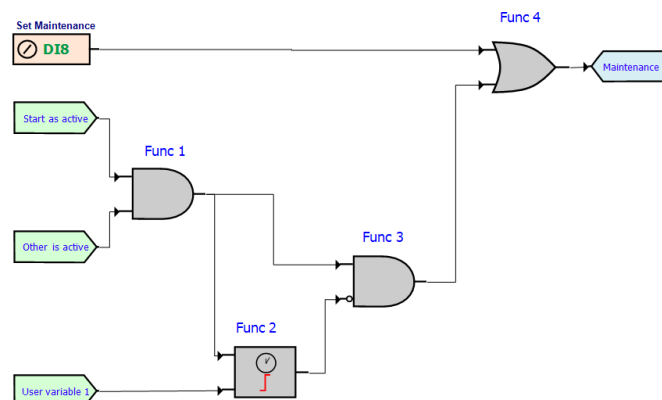 Set Maintenance
DI8
Func 4
Maintenance
Start as active
Func 1
Other is active
Func 3
Func 2
User variable 1